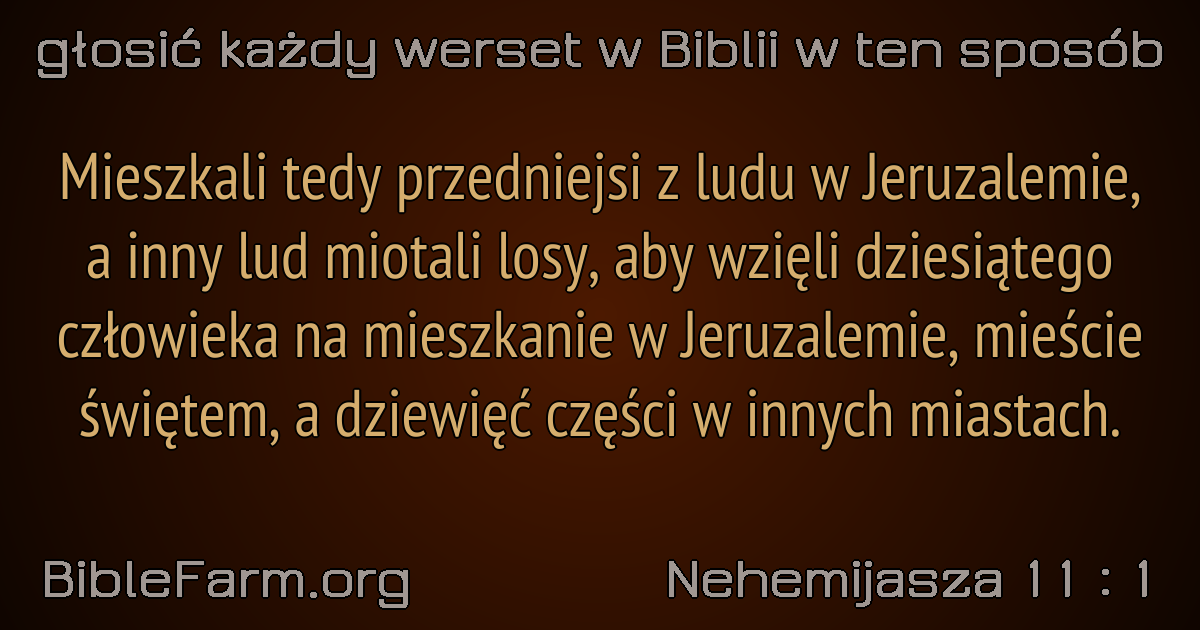 głosić każdy werset w Biblii w ten sposób
Mieszkali tedy przedniejsi z ludu w Jeruzalemie,
a inny lud miotali losy, aby wzięli dziesiątego
człowieka na mieszkanie w Jeruzalemie, mieście
świętem, a dziewięć części w innych miastach.
BibleFarm.org
Nehemijasza 11 : 1